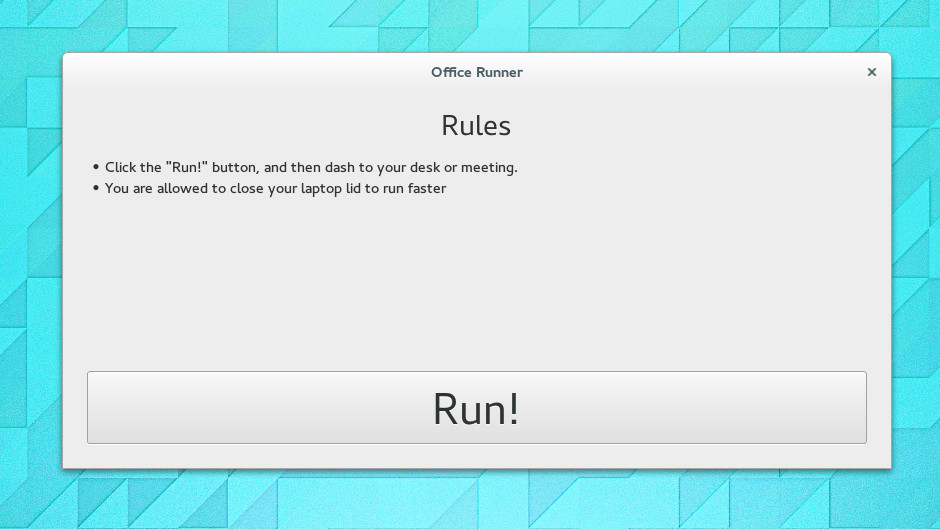 Office Runner
Rules
• Click the "Run!" button, and then dash to your desk or meeting.
• You are allowed to close your laptop lid to run faster
Run!